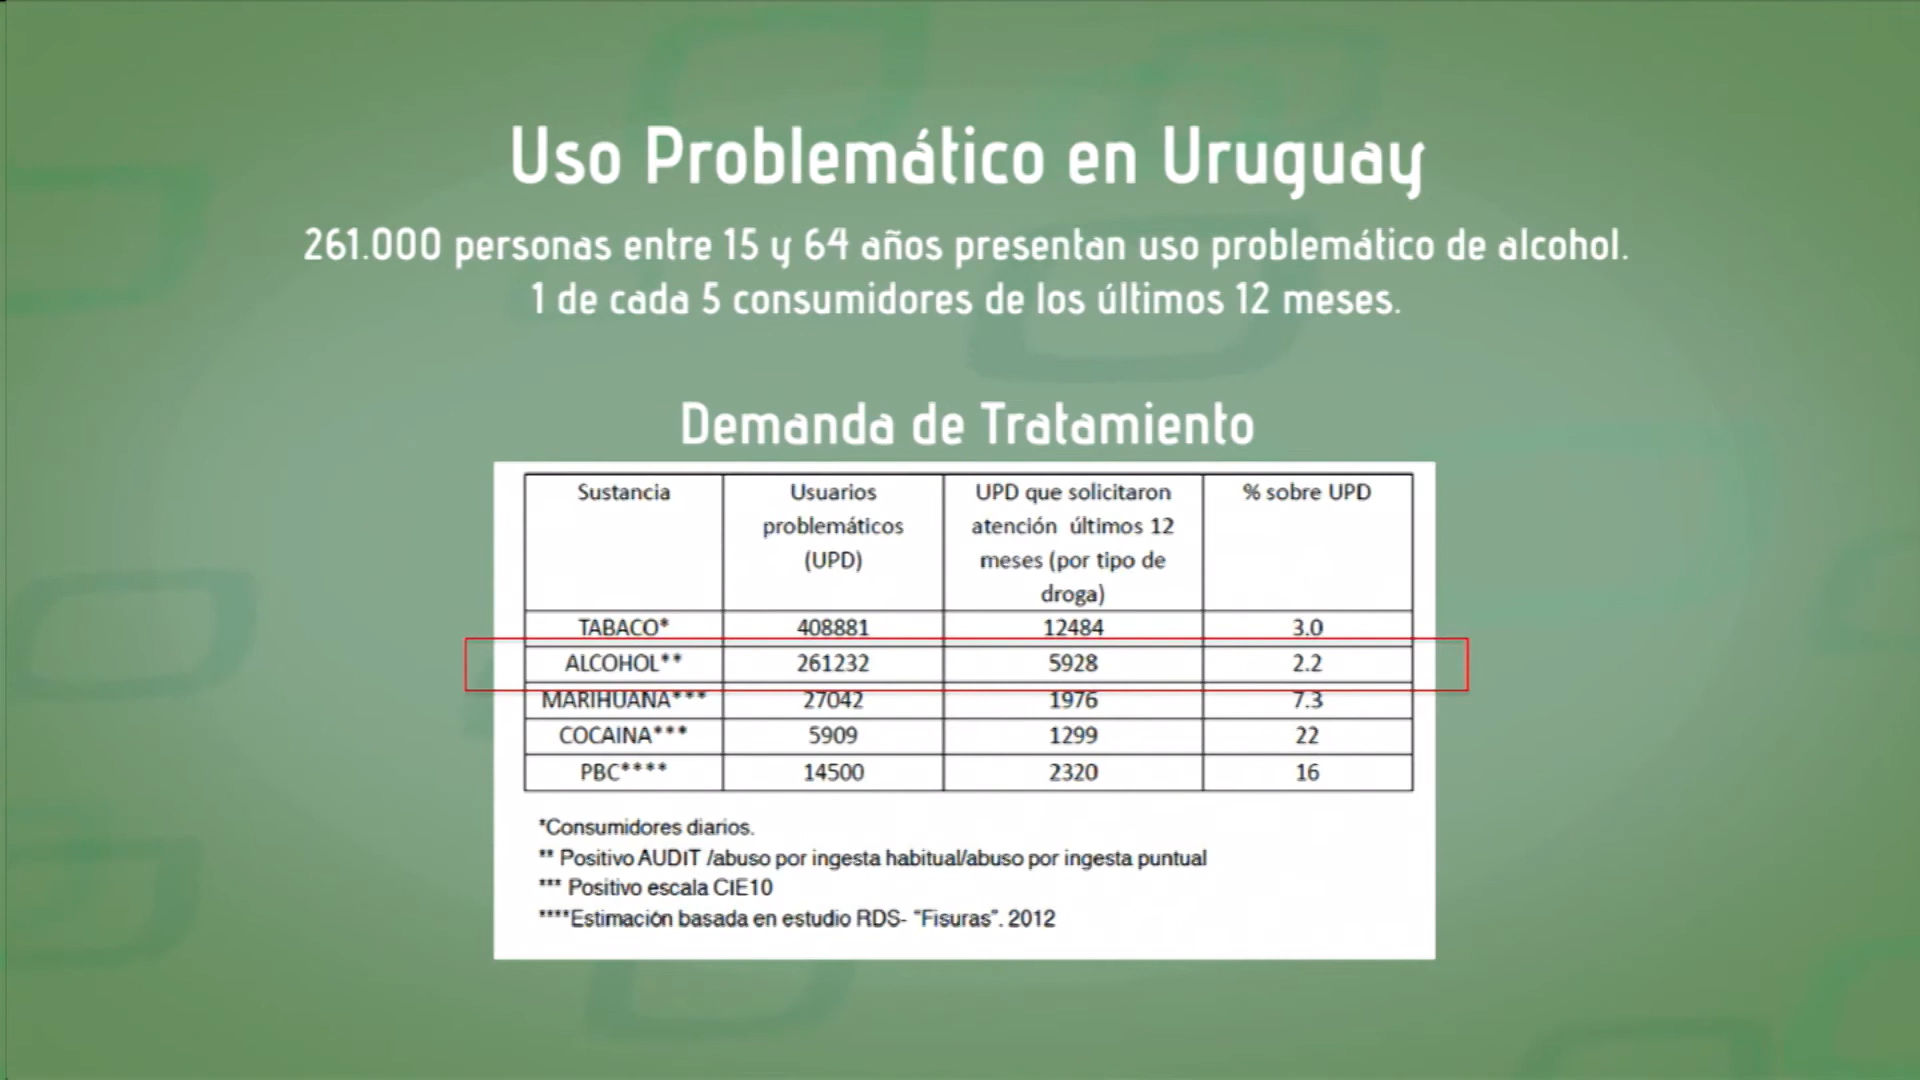 Uso Problemático en Uruguay
261.000 personas entre 15 y 64 años presentan uso problemático de alcohol.
1 de cada 5 consumidores de los últimos 12 meses.
Demanda de Tratamiento
Sustancia Usuarios problemáticos (UPD) UPD que solicitaron atención últimos 12 meses (por tipo de droga) % sobre UPD
TABACO* 408881 12484 3.0
ALCOHOL** 261232 5928 2.2
MARIHUANA*** 27042 1976 7.3
COCAINA*** 5909 1299 22
PBC**** 14500 2320 16
*Consumidores diarios.
** Positivo AUDIT /abuso por ingesta habitual/abuso por ingesta puntual
*** Positivo escala CIE10
****Estimación basada en estudio RDS- “Fisuras”. 2012